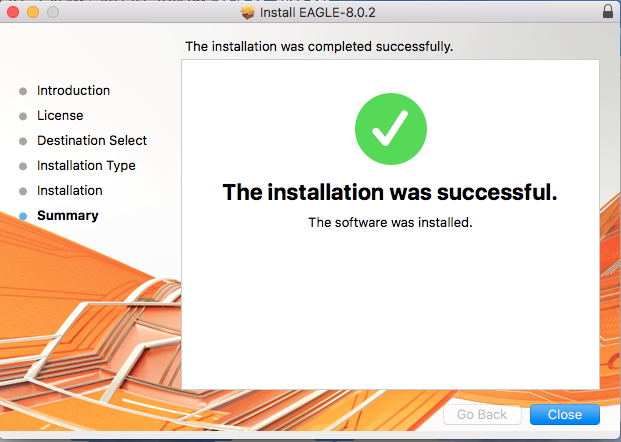 Install EAGLE-8.0.2
The installation was completed successfully.
Introduction
License
Destination Select
Installation Type
Installation
Summary
The installation was successful.
The software was installed.
Go Back
Close